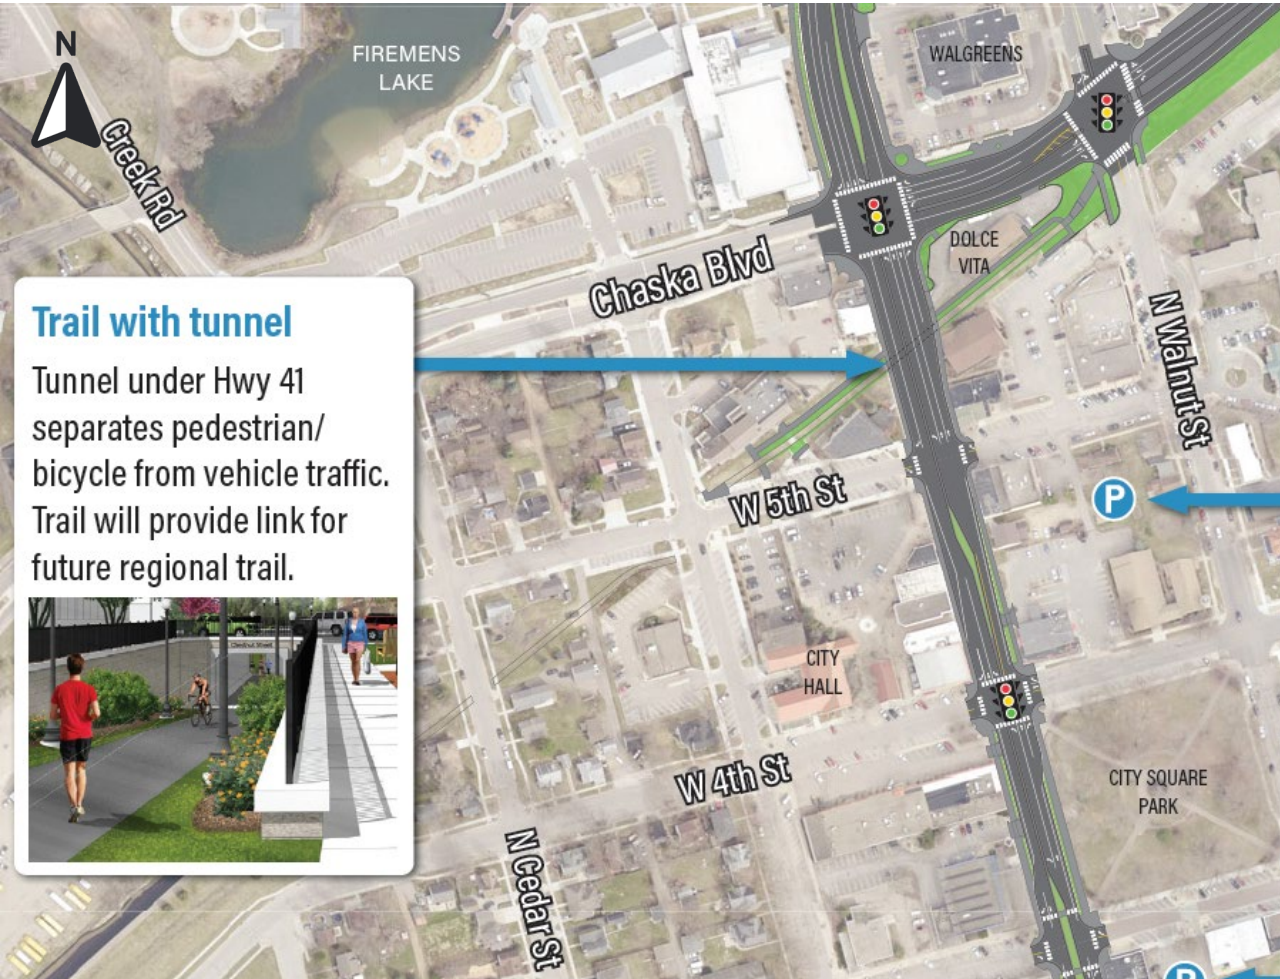 N
FIREMENS
LAKE
WALGREENS
Creek Rd
DOLCE
VITA
Chaska Blvd
N Walnut St
Trail with tunnel
Tunnel under Hwy 41
separates pedestrian/
bicycle from vehicle traffic.
Trail will provide link for
future regional trail.
Chestnut Street
W 5th St
P
CITY
HALL
W 4th St
CITY SQUARE
PARK
N Cedar St
P